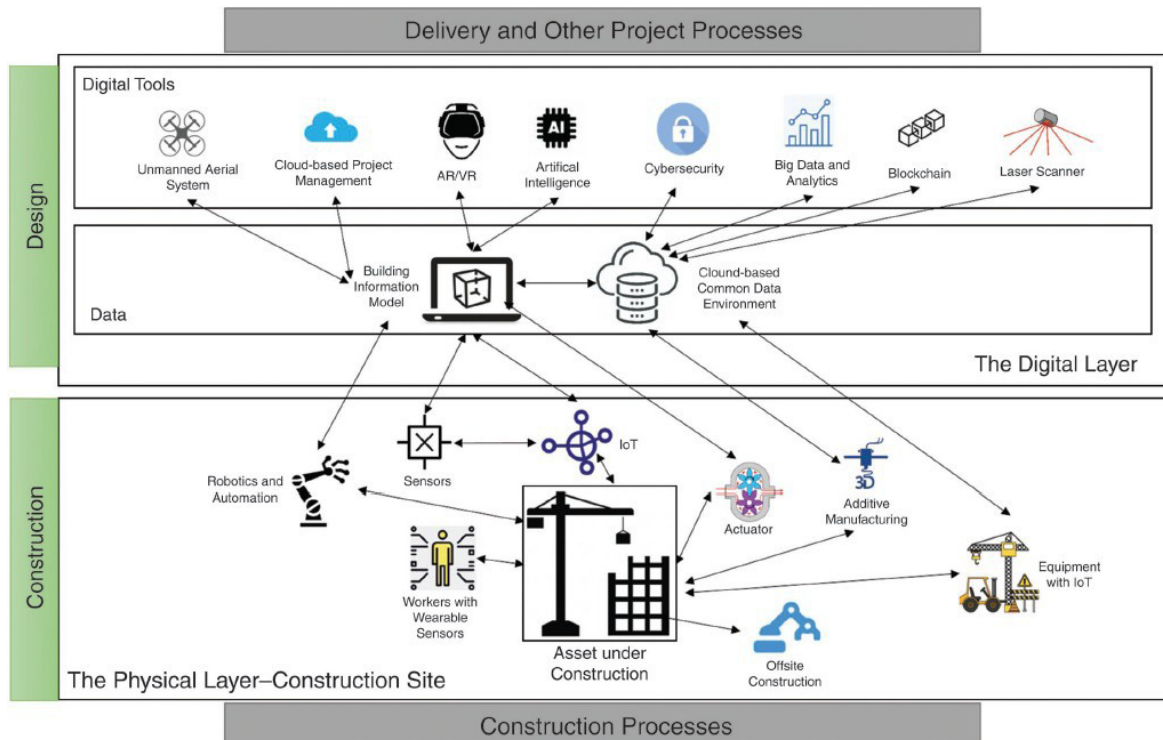 Delivery and Other Project Processes
Design
Digital Tools
Unmanned Aerial
System
Cloud-based Project
Management
AR/VR
AI
Artifical
Intelligence
Cybersecurity
Big Data and
Analytics
Blockchain
Laser Scanner
Building
Information
Model
Clound-based
Common Data
Environment
Data
The Digital Layer
Construction
Robotics and
Automation
Sensors
IoT
Workers with
Wearable
Sensors
Asset under
Construction
Actuator
3D
Additive
Manufacturing
Equipment
with IoT
Offsite
Construction
The Physical Layer–Construction Site
Construction Processes